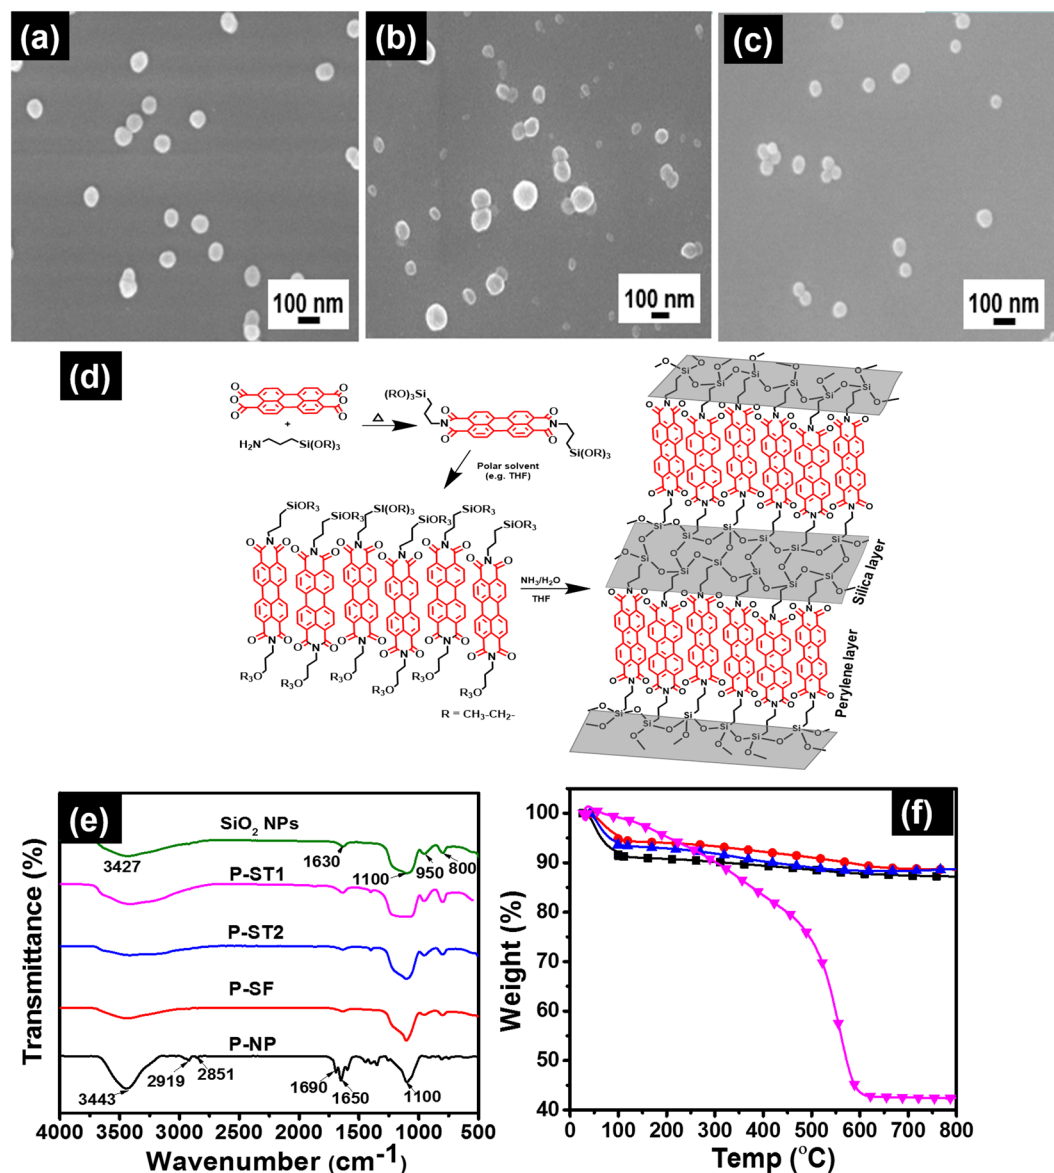 (a)
(b)
(c)
100 nm
100 nm
100 nm
(d)
O O
O O
O O
+
H2N Si(OR)3
Δ
(RO)3Si
O O
N N
O O
Si(OR)3
Polar solvent
(e.g. THF)
SiOR3 SiOR3 SI(OR)3 SiOR3 SiOR3 SiOR3
O N O O N O O N O O N O O N O O N O
O N O O N O O N O O N O O N O O N O
R3O R3O R3O R3O R3O R3O
R = CH3-CH2-
NH3/H2O
THF
Silica layer
Perylene layer
(e)
Transmittance (%)
SiO2 NPs
3427
1630
1100
950
800
P-ST1
P-ST2
P-SF
P-NP
3443
2919
2851
1690
1650
1100
4000 3500 3000 2500 2000 1500 1000 500
Wavenumber (cm-1)
(f)
Weight (%)
100
90
80
70
60
50
40
0 100 200 300 400 500 600 700 800
Temp (oC)